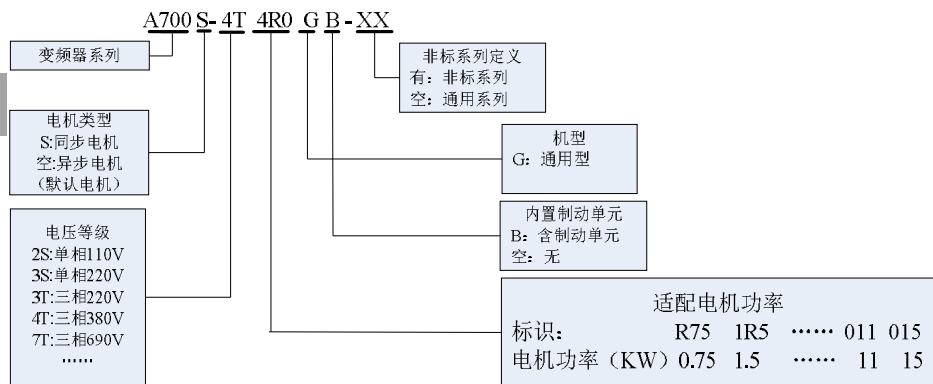 A700 S-4T 4R0 G B-XX
变频器系列
电机类型
S:同步电机
空:异步电机
(默认电机)
电压等级
2S:单相110V
3S:单相220V
3T:三相220V
4T:三相380V
7T:三相690V
……
非标系列定义
有：非标系列
空：通用系列
机型
G：通用型
内置制动单元
B：含制动单元
空：无
适配电机功率
标识： R75 1R5 …… 011 015
电机功率（KW）0.75 1.5 …… 11 15